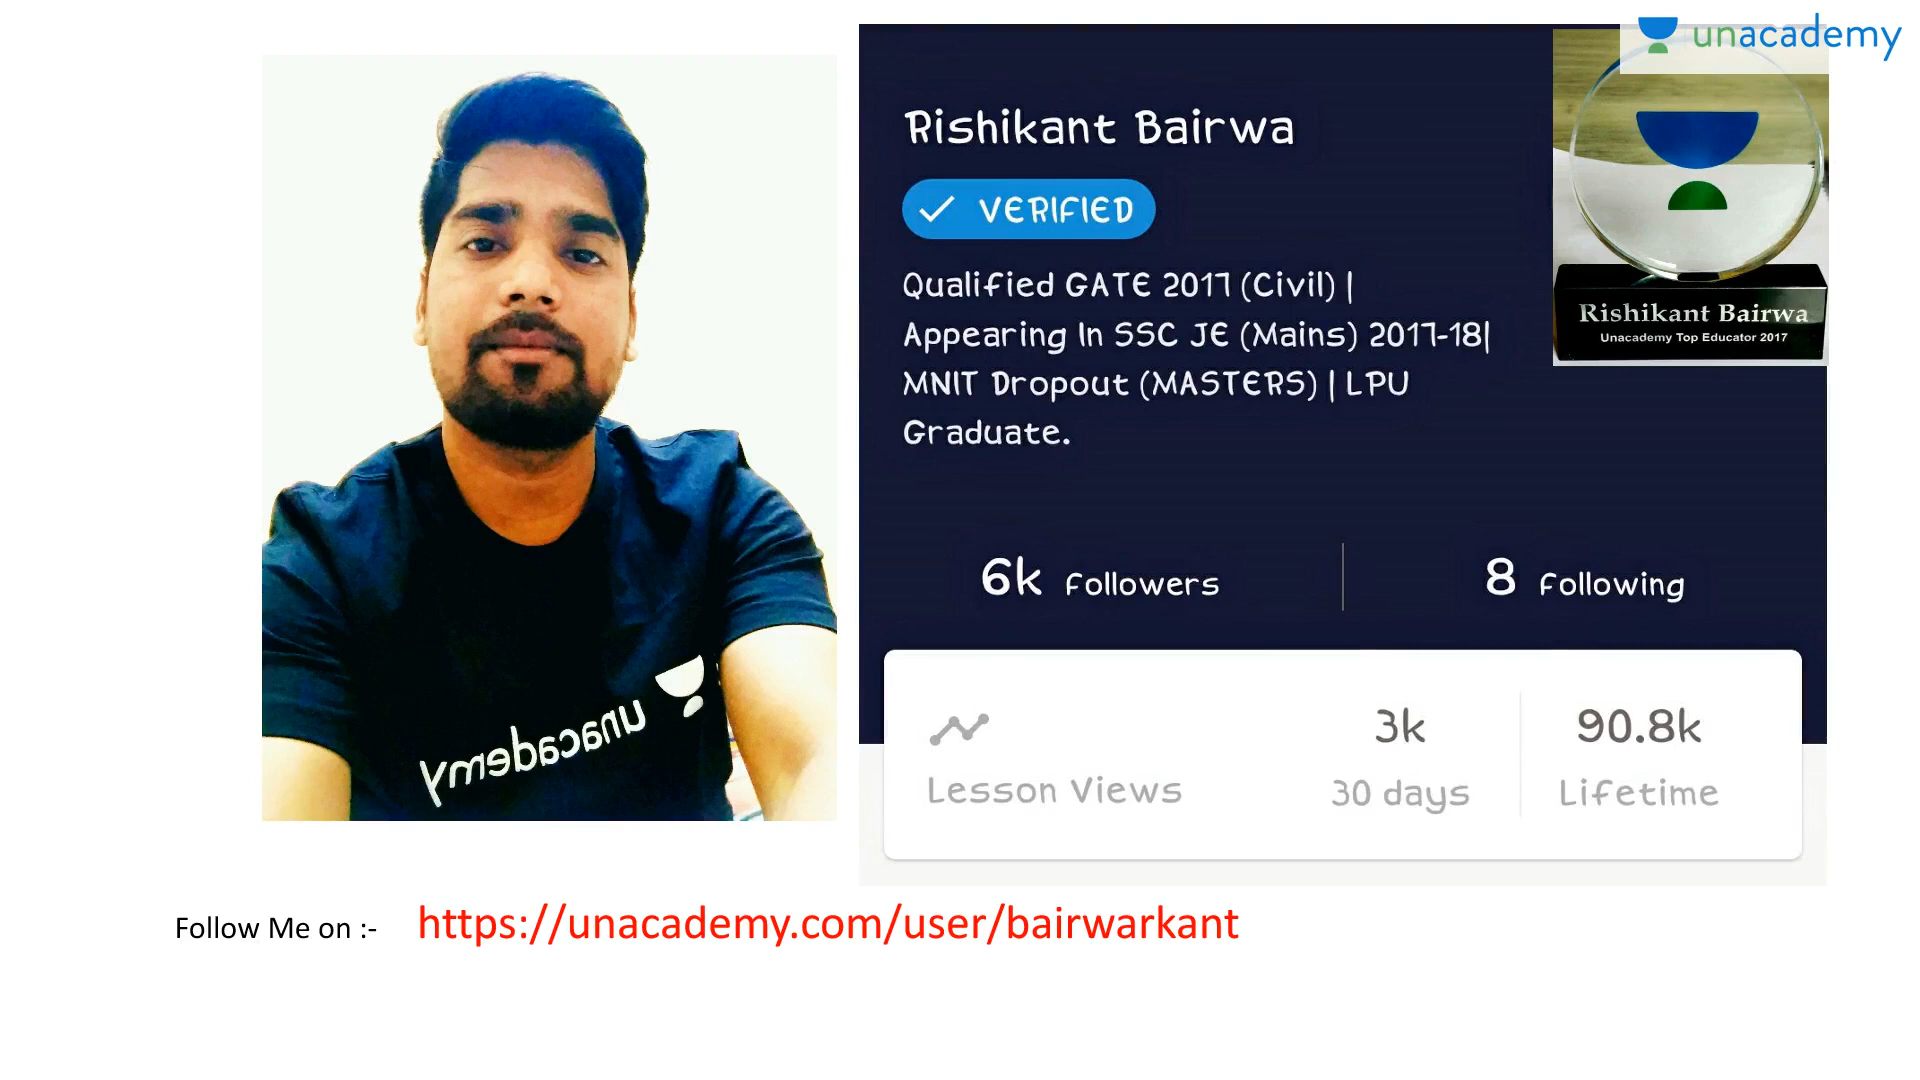 unacademy
Rishikant Bairwa
VERIFIED
Qualified GATE 2017 (Civil) |
Appearing In SSC JE (Mains) 2017-18|
MNIT Dropout (MASTERS) | LPU
Graduate.
Rishikant Bairwa
Unacademy Top Educator 2017
6k Followers
8 Following
unacademy
3k
90.8k
Lesson Views
30 days
Lifetime
Follow Me on :- https://unacademy.com/user/bairwarkant